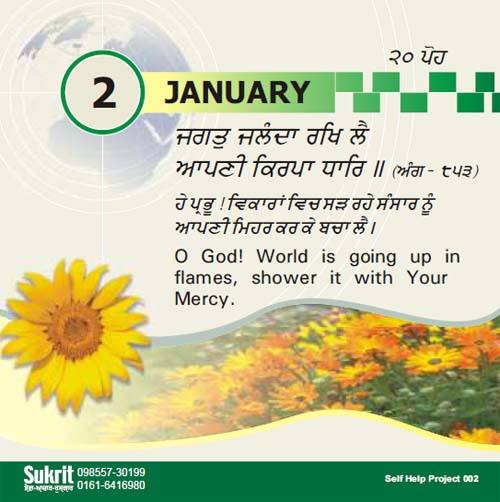 ੨੦ ਪੋਹ
2 JANUARY
ਜਗਤੁ ਜਲੰਦਾ ਰਖਿ ਲੈ
ਆਪਣੀ ਕਿਰਪਾ ਧਾਰਿ ॥ (ਅੰਗ - ੮੫੩)
ਹੇ ਪ੍ਰਭੂ ! ਵਿਕਾਰਾਂ ਵਿਚ ਸੜ ਰਹੇ ਸੰਸਾਰ ਨੂੰ
ਆਪਣੀ ਮਿਹਰ ਕਰ ਕੇ ਬਚਾ ਲੈ।
O God! World is going up in
flames, shower it with Your
Mercy.
Sukrit 098557-30199
0161-6416980
Self Help Project 002